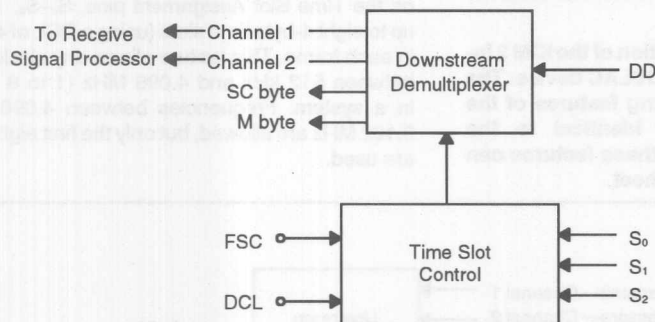 To Receive
Signal Processor
Channel 1
Channel 2
SC byte
M byte
Downstream
Demultiplexer
DD
FSC
DCL
Time Slot
Control
S₀
S₁
S₂